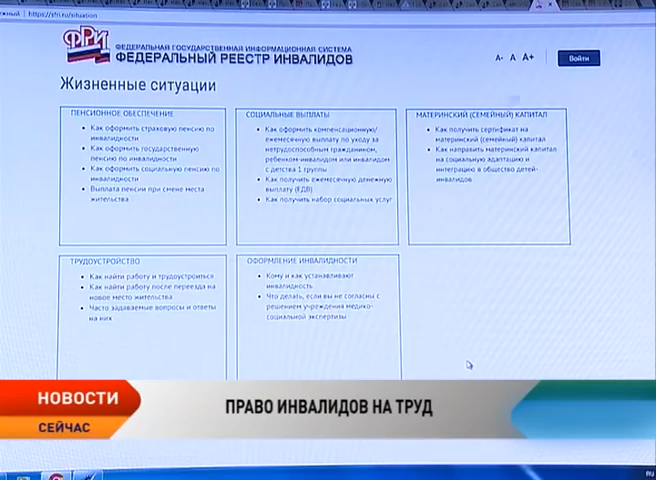 https://sfri.ru/situation
ФРИ
ФЕДЕРАЛЬНАЯ ГОСУДАРСТВЕННАЯ ИНФОРМАЦИОННАЯ СИСТЕМА
ФЕДЕРАЛЬНЫЙ РЕЕСТР ИНВАЛИДОВ
A- A A+
Войти
Жизненные ситуации
ПЕНСИОННОЕ ОБЕСПЕЧЕНИЕ
Как оформить страховую пенсию по
инвалидности
Как оформить государственную
пенсию по инвалидности
Как оформить социальную пенсию по
инвалидности
Выплата пенсии при смене места
жительства
СОЦИАЛЬНЫЕ ВЫПЛАТЫ
Как оформить компенсационную/
ежемесячную выплату по уходу за
нетрудоспособным гражданином,
ребенком-инвалидом или инвалидом
с детства 1 группы
Как получить ежемесячную денежную
выплату (ЕДВ)
Как получить набор социальных услуг
МАТЕРИНСКИЙ (СЕМЕЙНЫЙ) КАПИТАЛ
Как получить сертификат на
материнский (семейный) капитал
Как направить материнский капитал
на социальную адаптацию и
интеграцию в общество детей-
инвалидов
ТРУДОУСТРОЙСТВО
Как найти работу и трудоустроиться
Как найти работу после переезда на
новое место жительства
Часто задаваемые вопросы и ответы
на них
ОФОРМЛЕНИЕ ИНВАЛИДНОСТИ
Кому и как устанавливают
инвалидность
Что делать, если вы не согласны с
решением учреждения медико-
социальной экспертизы
НОВОСТИ
СЕЙЧАС
ПРАВО ИНВАЛИДОВ НА ТРУД
RU